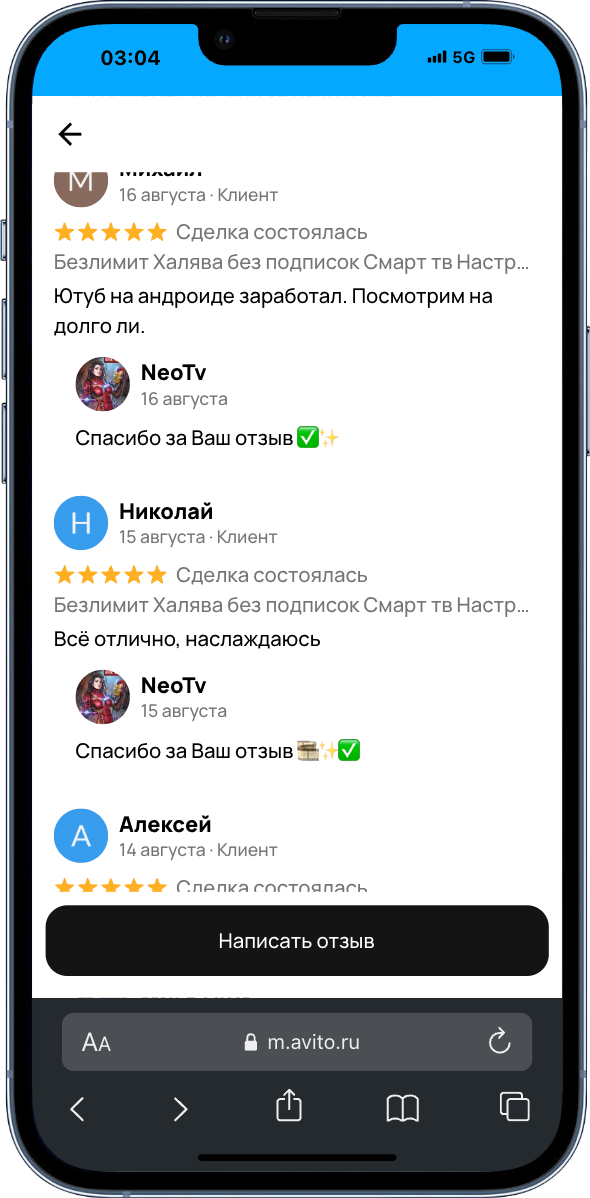 03:04 5G
Михаил
М
16 августа · Клиент
Сделка состоялась
Безлимит Халява без подписок Смарт тв Настр...
Ютуб на андроиде заработал. Посмотрим на
долго ли.
NeoTv
16 августа
Спасибо за Ваш отзыв ✅✨
Николай
Н
15 августа · Клиент
Сделка состоялась
Безлимит Халява без подписок Смарт тв Настр...
Всё отлично, наслаждаюсь
NeoTv
15 августа
Спасибо за Ваш отзыв ✨✅
Алексей
А
14 августа · Клиент
Сделка состоялась
Написать отзыв
AA m.avito.ru